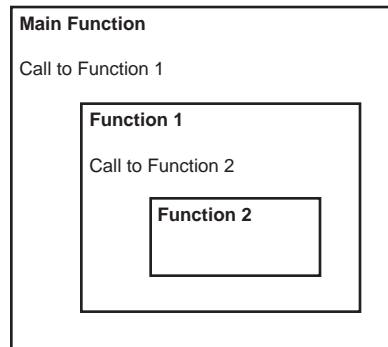 Main Function
Call to Function 1
Function 1
Call to Function 2
Function 2